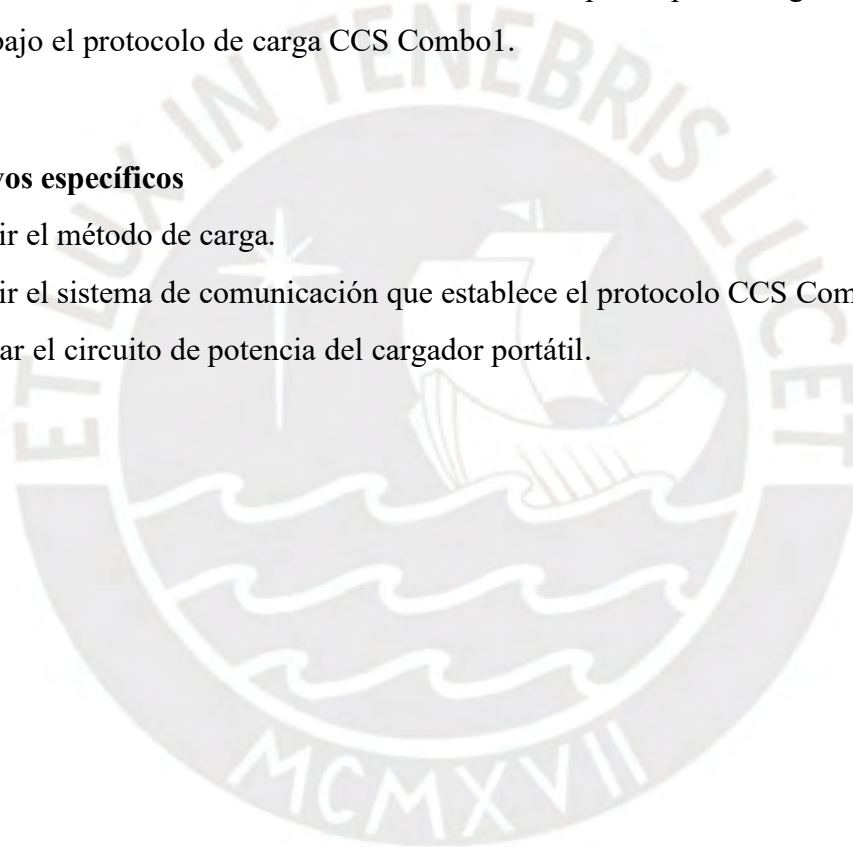 bajo el protocolo de carga CCS Combo1.
vos específicos
ir el método de carga.
ir el sistema de comunicación que establece el protocolo CCS Com
ar el circuito de potencia del cargador portátil.
ET LUX IN TENEBRIS LUCET
MCMXVII